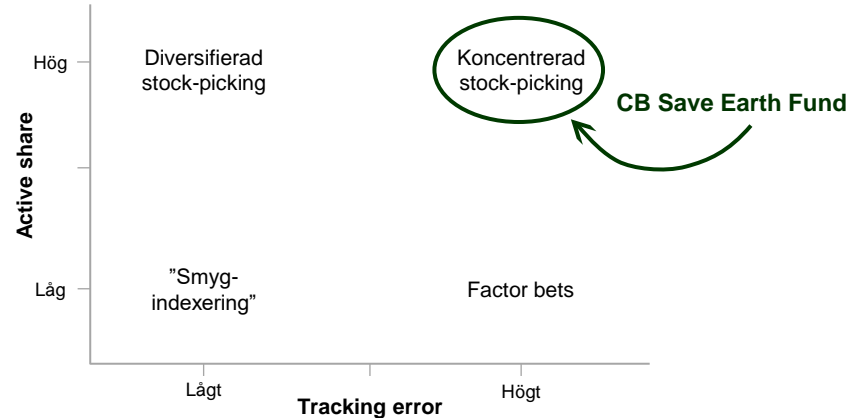 Hög
Diversifierad
stock-picking
Koncentrerad
stock-picking
CB Save Earth Fund
Active share
Låg
”Smyg-
indexering”
Factor bets
Lågt
Högt
Tracking error